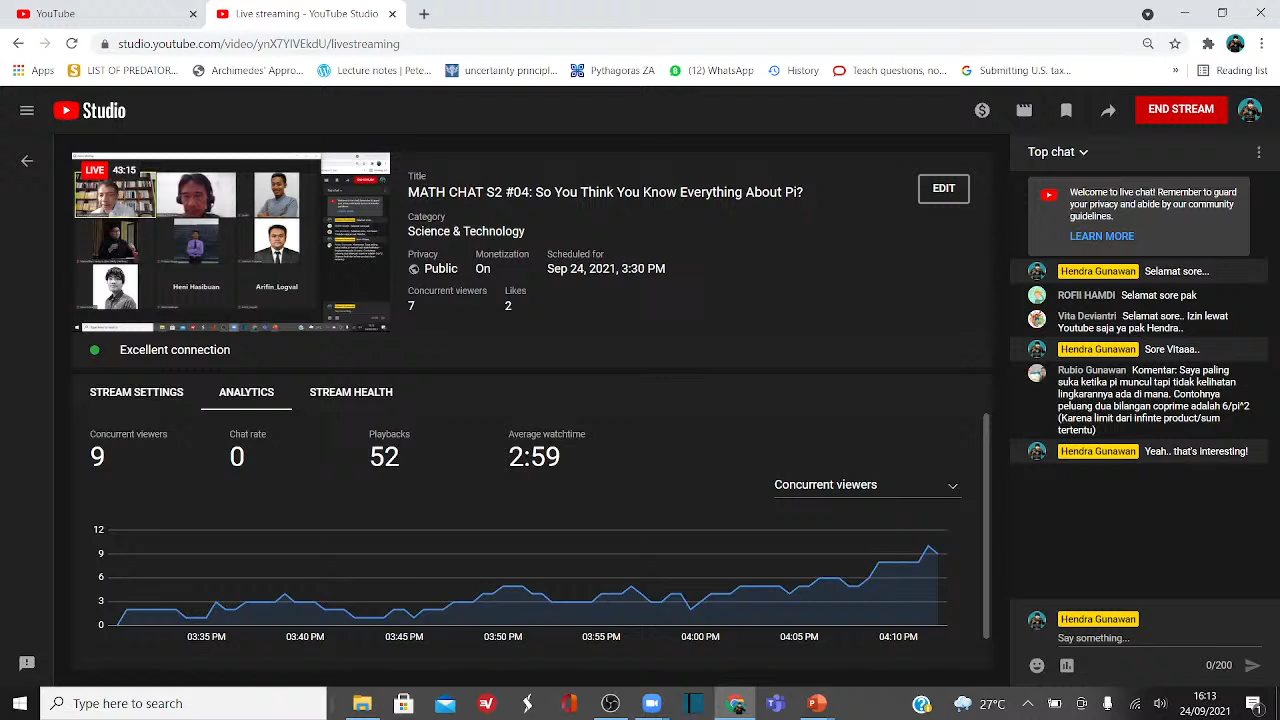 YouTube
Live streaming - YouTube Studio
studio.youtube.com/video/ynX7YlVEkdU/livestreaming
Apps
LIST OF PREDATOR...
Archimedes' Appro...
Lecture notes | Pete...
uncertainty principl...
Pythagoras ZA
(12) WhatsApp
History
Teach questions, no...
Submitting U.S. tax...
»
Reading list
Studio
END STREAM
LIVE 43:15
Heni Hasibuan
Arifin_Logval
Title
MATH CHAT S2 #04: So You Think You Know Everything About Pi?
EDIT
Category
Science & Technology
Privacy Monetization Scheduled for
Public On Sep 24, 2021, 3:30 PM
Concurrent viewers Likes
7 2
Excellent connection
STREAM SETTINGS ANALYTICS STREAM HEALTH
Concurrent viewers Chat rate Playbacks Average watchtime
9 0 52 2:59
Concurrent viewers
12
9
6
3
0
03:35 PM 03:40 PM 03:45 PM 03:50 PM 03:55 PM 04:00 PM 04:05 PM 04:10 PM
Top chat
Welcome to live chat! Remember to guard
your privacy and abide by our community
guidelines.
LEARN MORE
Hendra Gunawan Selamat sore...
ROFII HAMDI Selamat sore pak
Vita Deviantri Selamat sore.. Izin lewat
Youtube saja ya pak Hendra..
Hendra Gunawan Sore Vitaaa..
Rubio Gunawan Komentar: Saya paling
suka ketika pi muncul tapi tidak kelihatan
lingkarannya ada di mana. Contohnya
peluang dua bilangan coprime adalah 6/pi^2
(Karena limit dari infinte product/sum
tertentu)
Hendra Gunawan Yeah.. that's interesting!
Hendra Gunawan
Say something...
0/200
Type here to search
27°C
16:13
24/09/2021